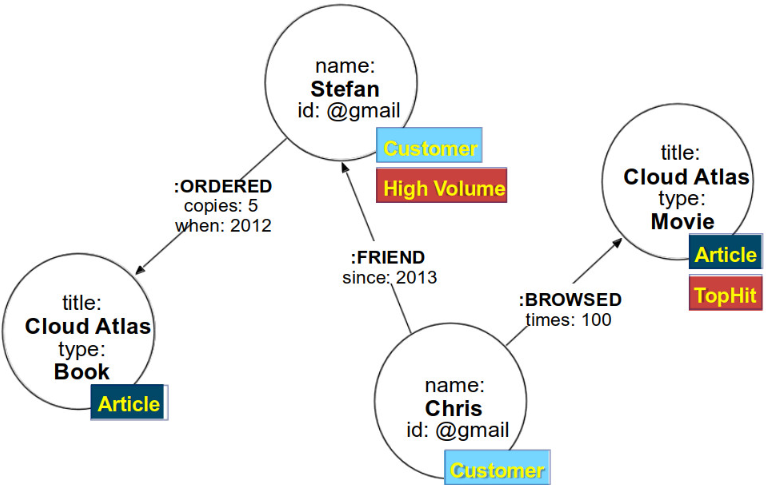 name:
Stefan
id: @gmail
Customer
High Volume
title:
Cloud Atlas
type:
Movie
Article
TopHit
:ORDERED
copies: 5
when: 2012
:FRIEND
since: 2013
:BROWSED
times: 100
title:
Cloud Atlas
type:
Book
Article
name:
Chris
id: @gmail
Customer